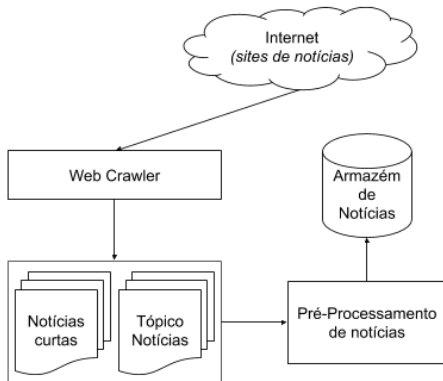 Internet
(sites de notícias)
Web Crawler
Armazém
de
Notícias
Notícias
curtas
Tópico
Notícias
Pré-Processamento
de notícias